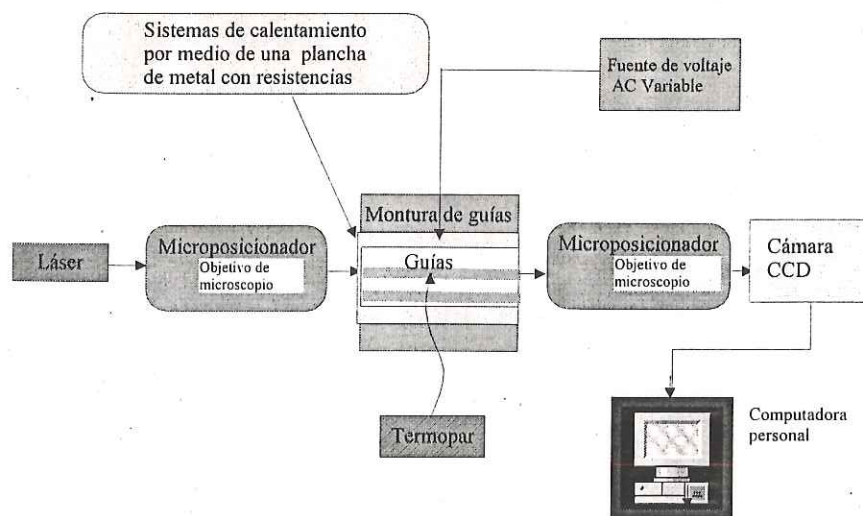 Sistemas de calentamiento
por medio de una plancha
de metal con resistencias
Fuente de voltaje
AC Variable
Montura de guías
Láser
Microposicionador
Objetivo de
microscopio
Guías
Microposicionador
Objetivo de
microscopio
Cámara
CCD
Termopar
Computadora
personal